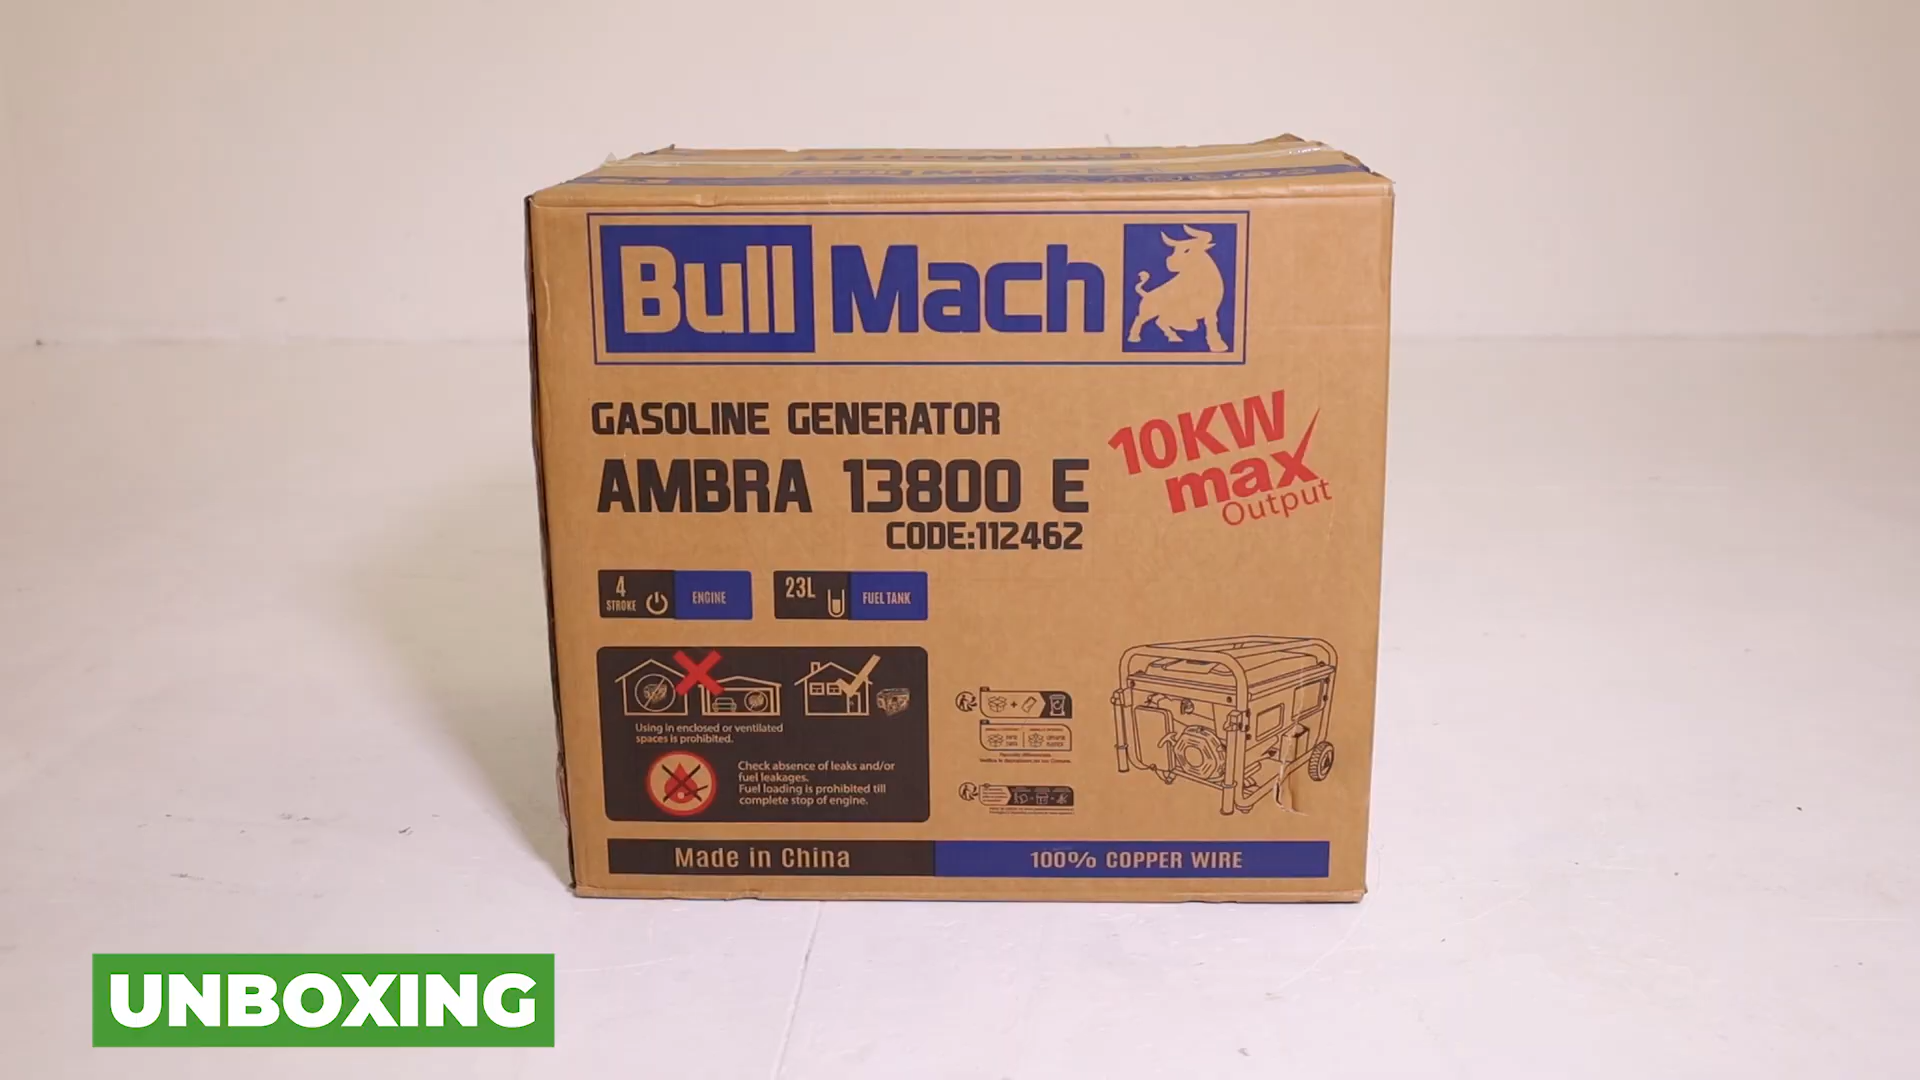 Bull Mach
GASOLINE GENERATOR
AMBRA 13800 E
CODE:112462
10KW
max
Output
4
STROKE
ENGINE
23L
FUEL TANK
Using in enclosed or ventilated
spaces is prohibited.
Check absence of leaks and/or
fuel leakages.
Fuel loading is prohibited till
complete stop of engine.
Made in China
100% COPPER WIRE
UNBOXING